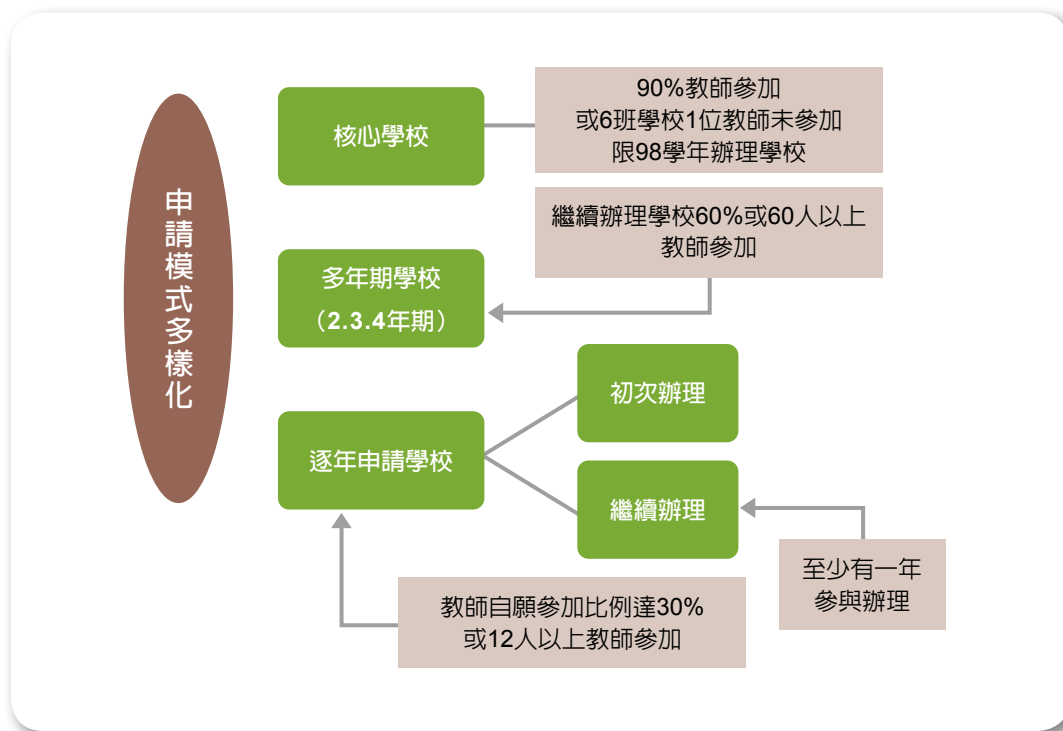 申請模式多樣化
核心學校
90%教師參加
或6班學校1位教師未參加
限98學年辦理學校
繼續辦理學校60%或60人以上
教師參加
多年期學校
（2.3.4年期）
初次辦理
逐年申請學校
繼續辦理
至少有一年
參與辦理
教師自願參加比例達30%
或12人以上教師參加